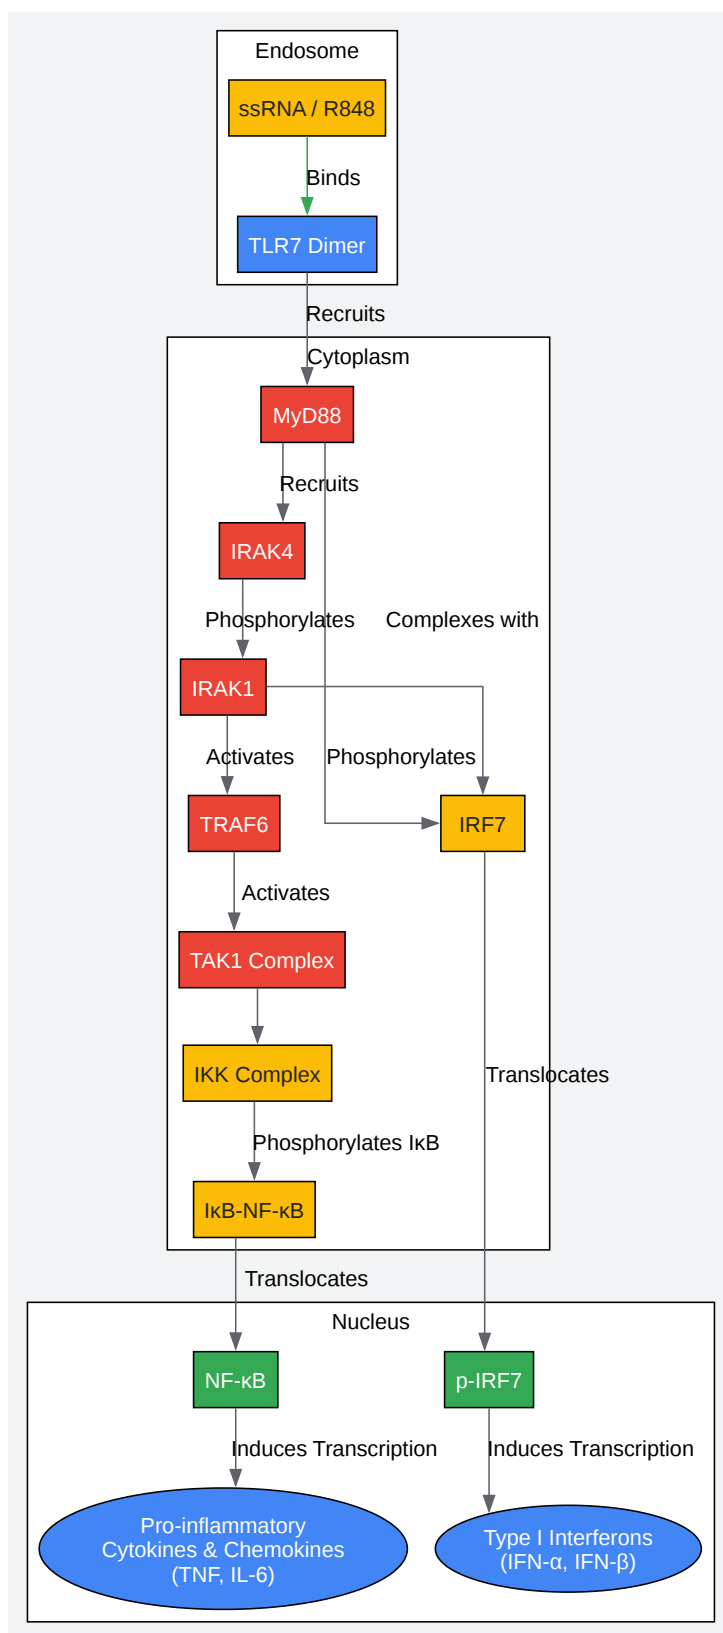 Endosome
ssRNA / R848
Binds
TLR7 Dimer
Recruits
Cytoplasm
MyD88
Recruits
IRAK4
Phosphorylates
Complexes with
IRAK1
Activates
Phosphorylates
TRAF6
IRF7
Activates
TAK1 Complex
IKK Complex
Translocates
Phosphorylates IκB
IκB-NF-κB
Translocates
Nucleus
NF-κB
p-IRF7
Induces Transcription
Induces Transcription
Pro-inflammatory
Cytokines & Chemokines
(TNF, IL-6)
Type I Interferons
(IFN-α, IFN-β)